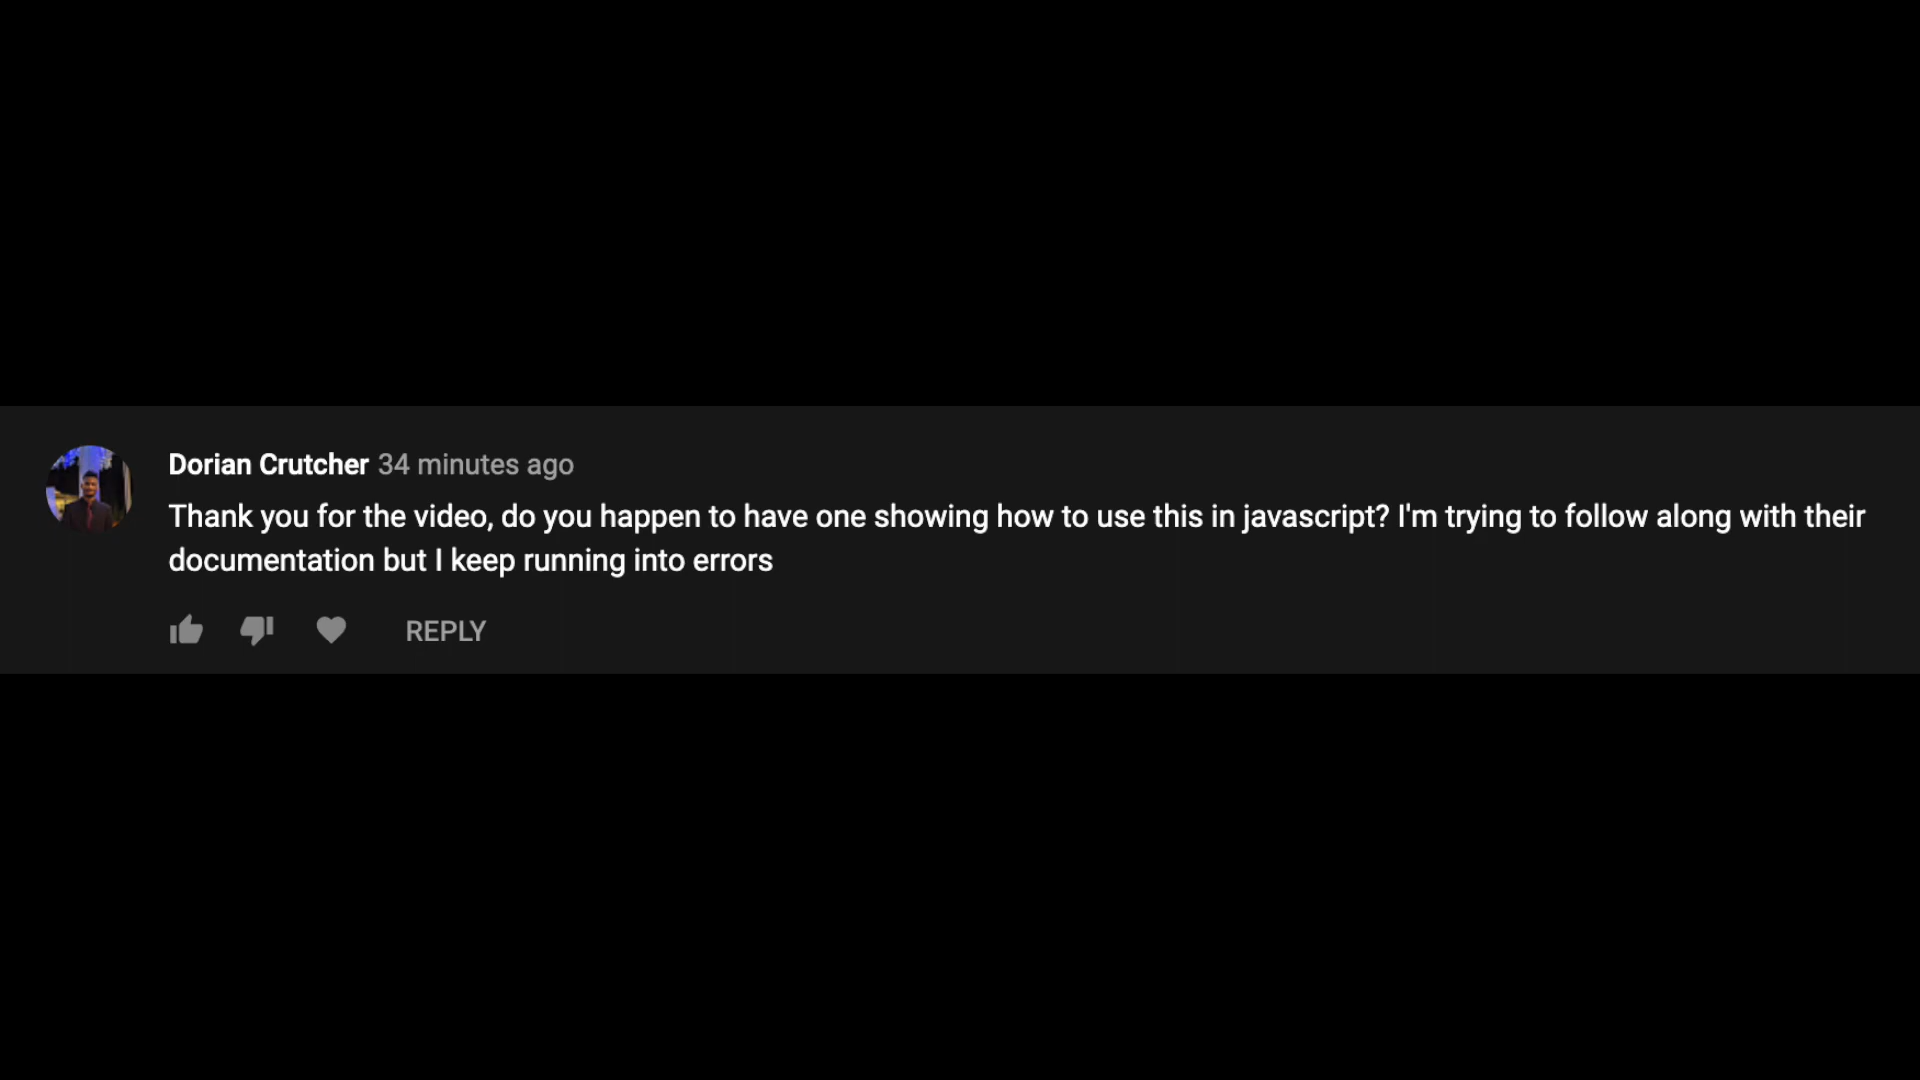 Dorian Crutcher 34 minutes ago
Thank you for the video, do you happen to have one showing how to use this in javascript? I'm trying to follow along with their
documentation but I keep running into errors
REPLY